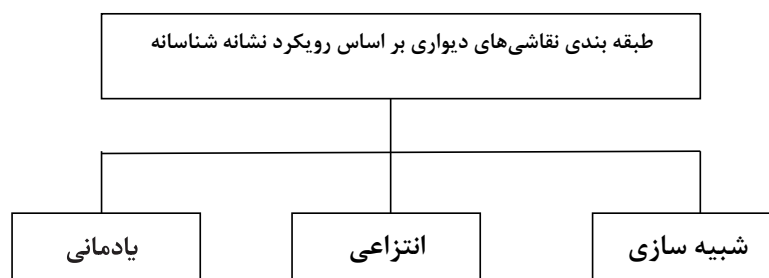 طبقه بندی نقاشی‌های دیواری بر اساس رویکرد نشانه شناسانه
شبیه سازی
انتزاعی
یادمانی